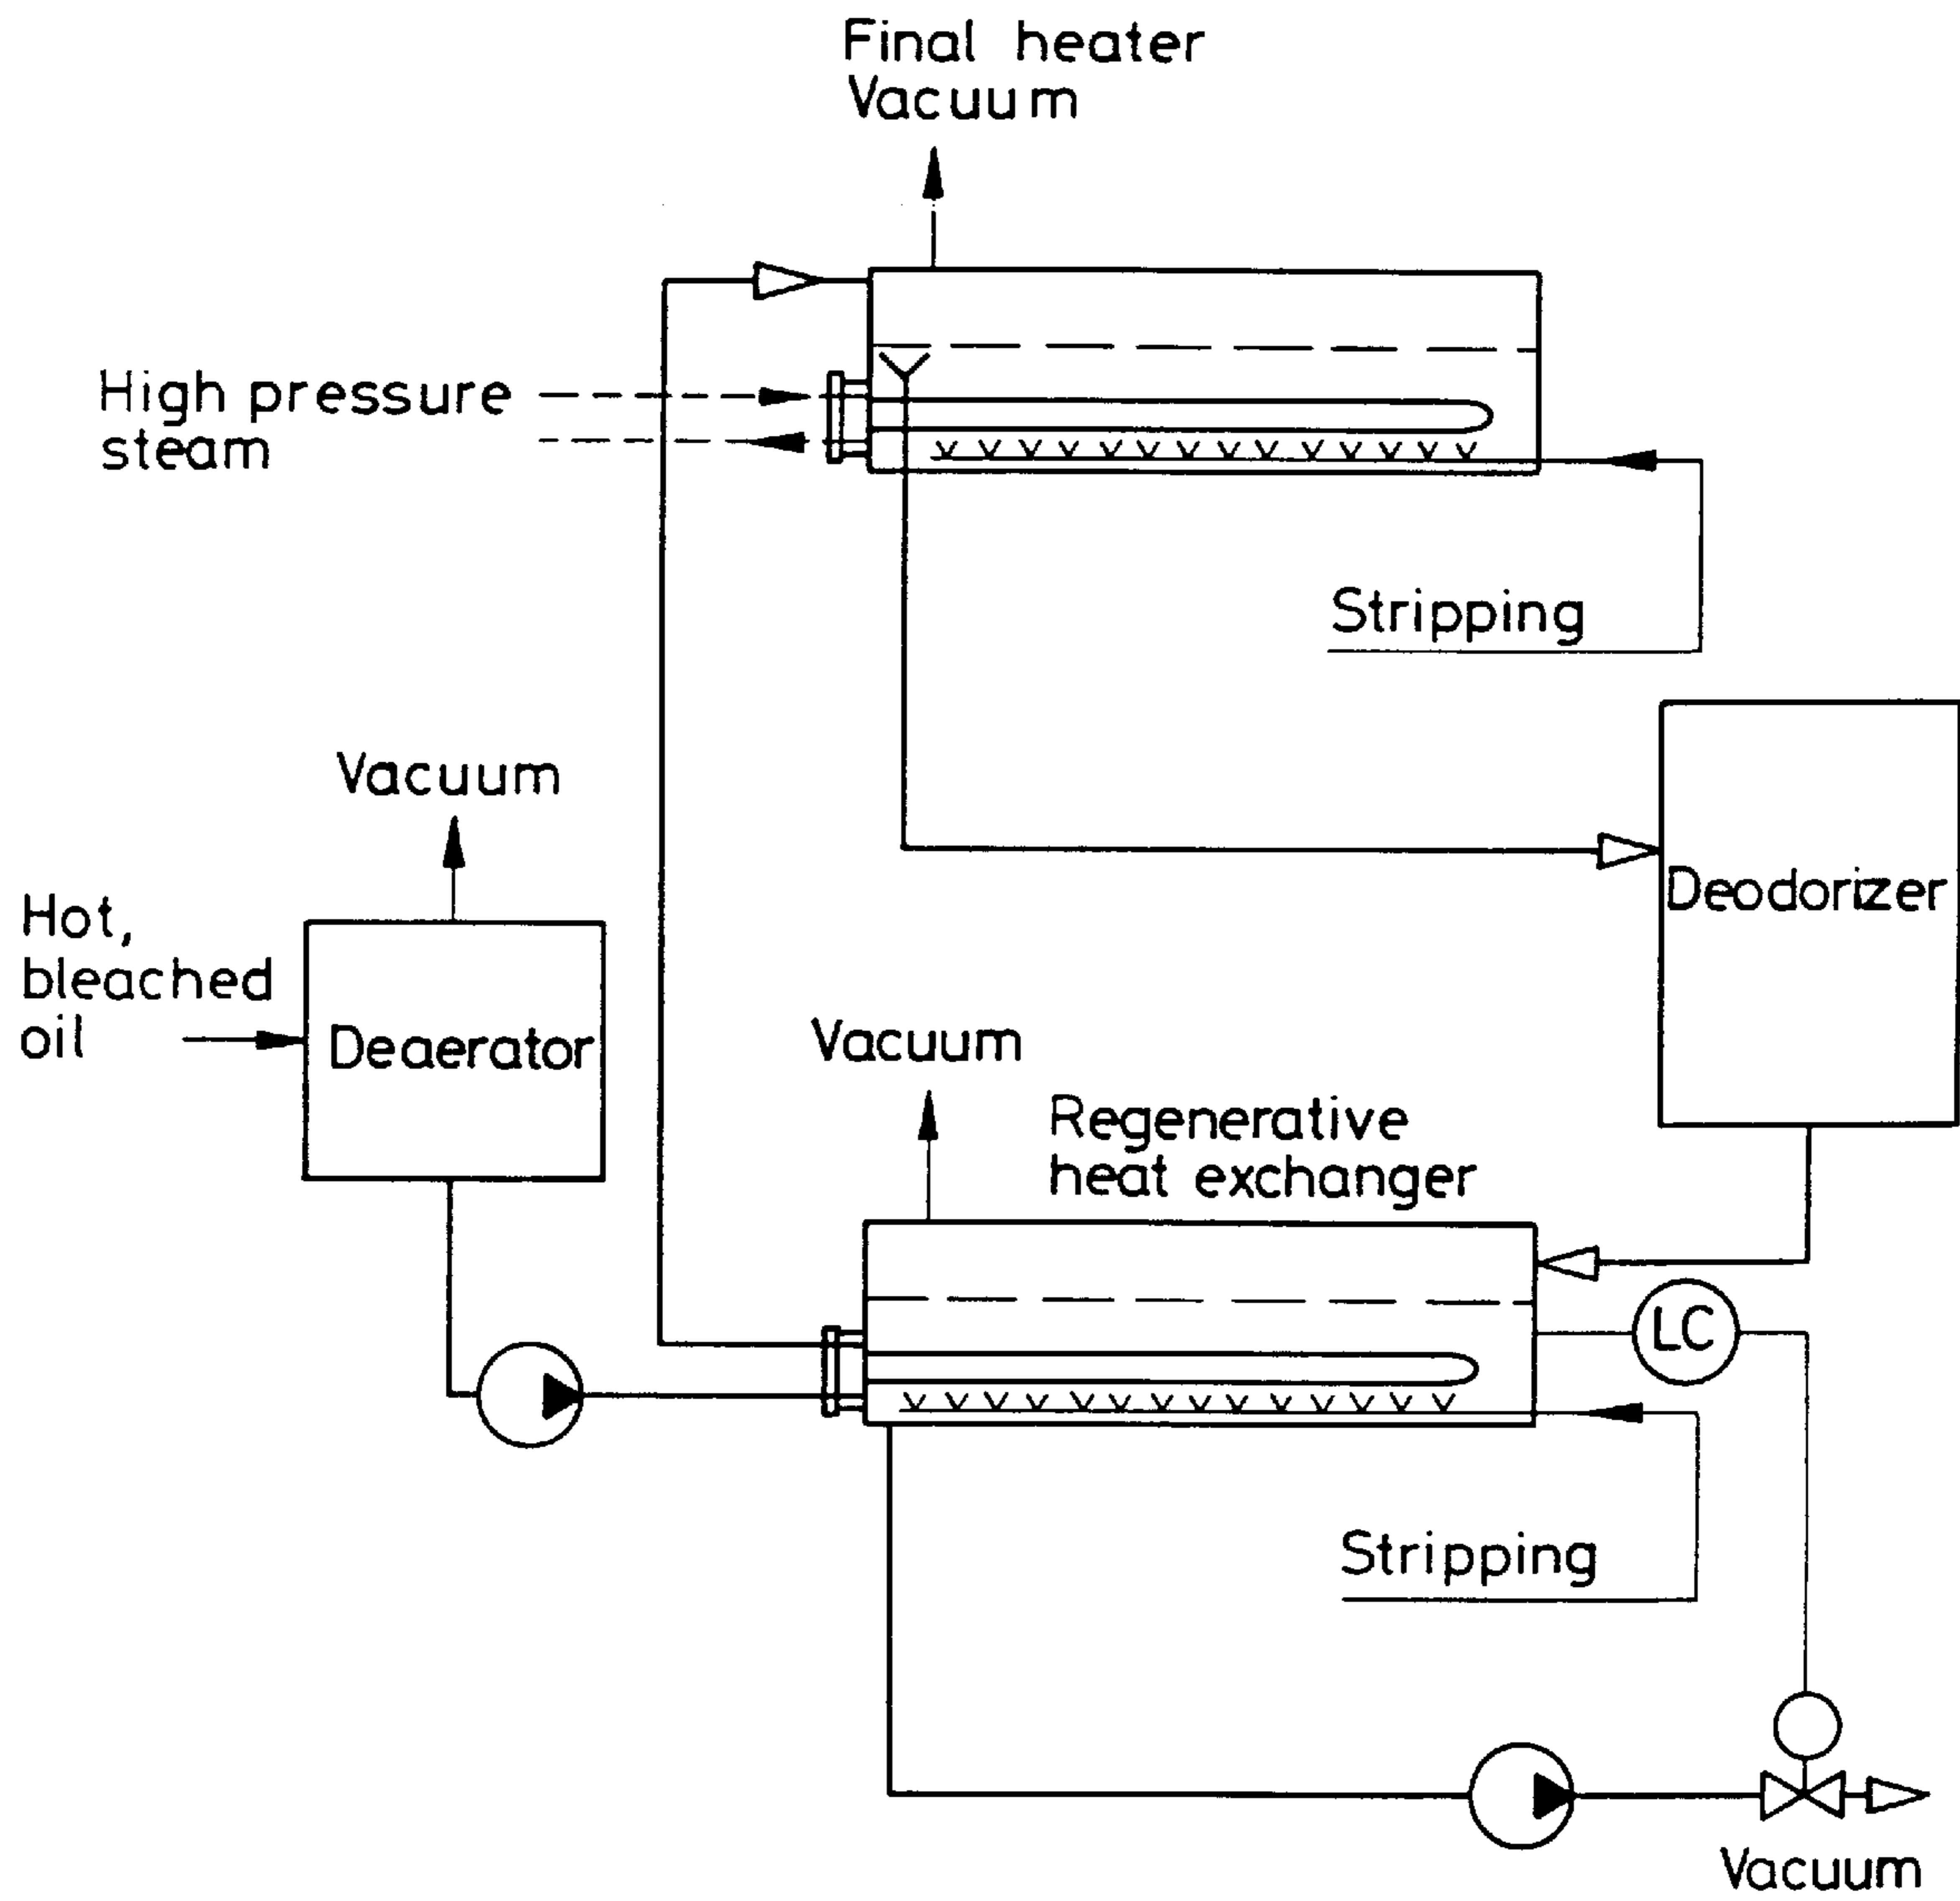 Final heater
Vacuum
High pressure
steam
Stripping
Vacuum
Deodorizer
Hot,
bleached
oil
Deaerator
Vacuum
Regenerative
heat exchanger
LC
Stripping
Vacuum